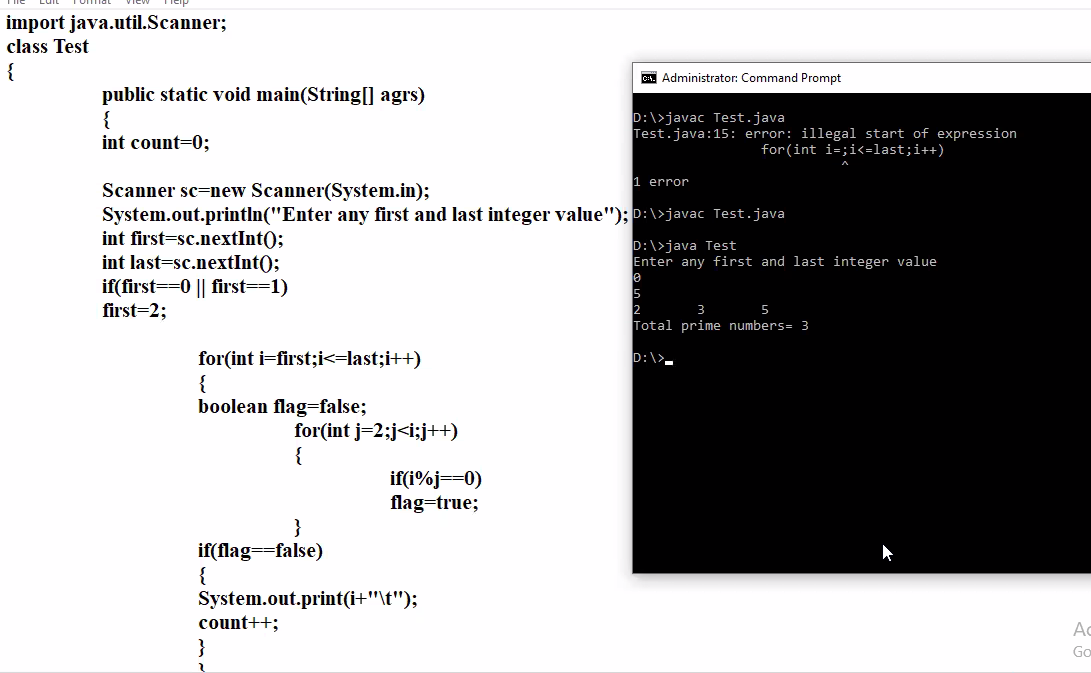 File Edit Format View Help
import java.util.Scanner;
class Test
{
public static void main(String[] agrs)
{
int count=0;
Scanner sc=new Scanner(System.in);
System.out.println("Enter any first and last integer value");
int first=sc.nextInt();
int last=sc.nextInt();
if(first==0 || first==1)
first=2;
for(int i=first;i<=last;i++)
{
boolean flag=false;
for(int j=2;j<i;j++)
{
if(i%j==0)
flag=true;
}
if(flag==false)
{
System.out.print(i+"\t");
count++;
}
}
Administrator: Command Prompt
D:\>javac Test.java
Test.java:15: error: illegal start of expression
for(int i=;i<=last;i++)
^
1 error
D:\>javac Test.java
D:\>java Test
Enter any first and last integer value
0
5
2 3 5
Total prime numbers= 3
D:\>